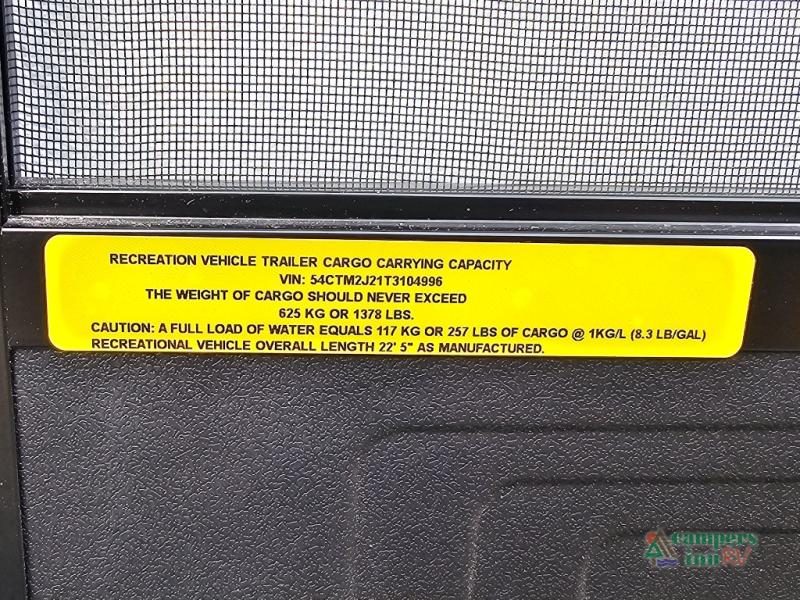 RECREATION VEHICLE TRAILER CARGO CARRYING CAPACITY
VIN: 54CTM2J21T3104996
THE WEIGHT OF CARGO SHOULD NEVER EXCEED
625 KG OR 1378 LBS.
CAUTION: A FULL LOAD OF WATER EQUALS 117 KG OR 257 LBS OF CARGO @ 1KG/L (8.3 LB/GAL)
RECREATIONAL VEHICLE OVERALL LENGTH 22' 5" AS MANUFACTURED.
campers
inn RV